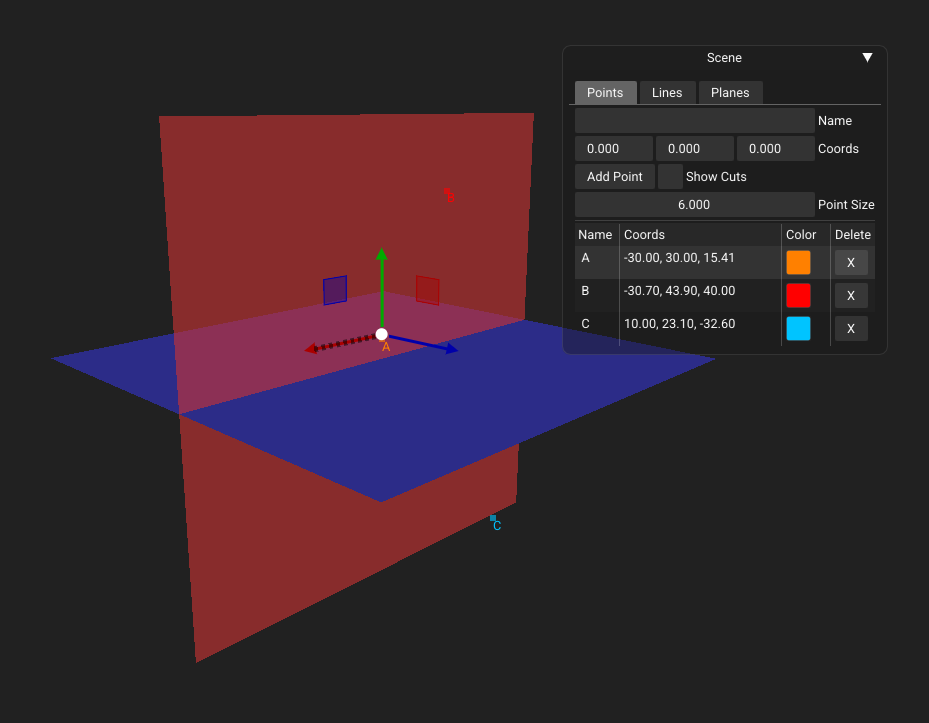 Scene
Points Lines Planes
Name
0.000 0.000 0.000 Coords
Add Point Show Cuts
6.000 Point Size
Name Coords Color Delete
A -30.00, 30.00, 15.41 X
B -30.70, 43.90, 40.00 X
C 10.00, 23.10, -32.60 X
A
C